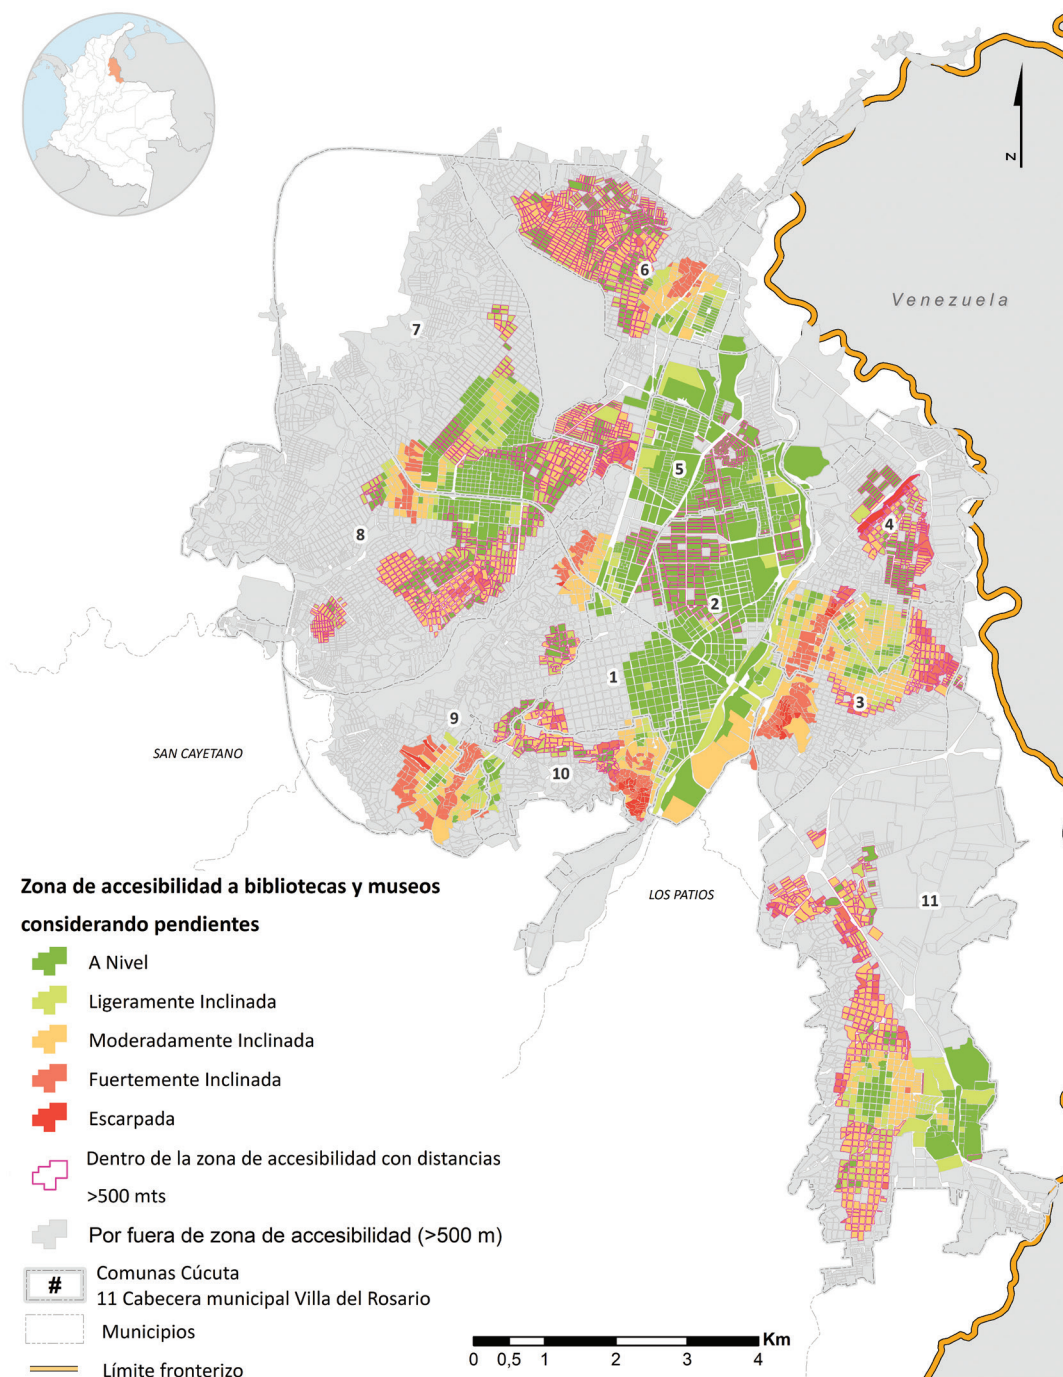 N
Venezuela
6
7
5
4
8
2
1
3
9
10
SAN CAYETANO
LOS PATIOS
11
Zona de accesibilidad a bibliotecas y museos
considerando pendientes
A Nivel
Ligeramente Inclinada
Moderadamente Inclinada
Fuertemente Inclinada
Escarpada
Dentro de la zona de accesibilidad con distancias
>500 mts
Por fuera de zona de accesibilidad (>500 m)
# Comunas Cúcuta
11 Cabecera municipal Villa del Rosario
Municipios
Límite fronterizo
Km
0 0,5 1 2 3 4